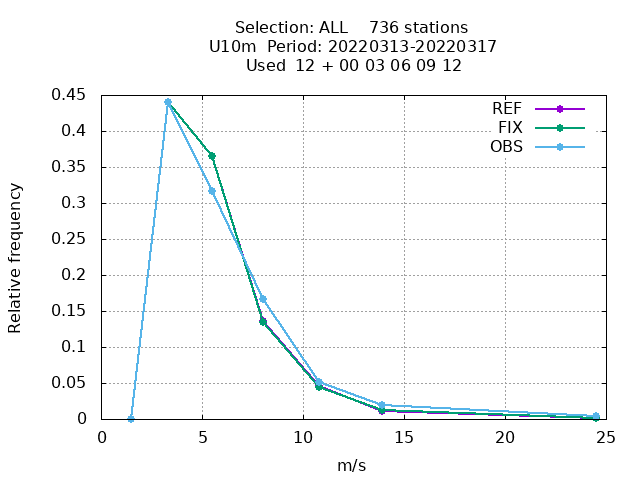 Selection: ALL    736 stations
U10m  Period: 20220313-20220317
Used  12 + 00 03 06 09 12
0.45
0.4
0.35
0.3
0.25
0.2
0.15
0.1
0.05
0
Relative frequency
REF
FIX
OBS
0 5 10 15 20 25
m/s